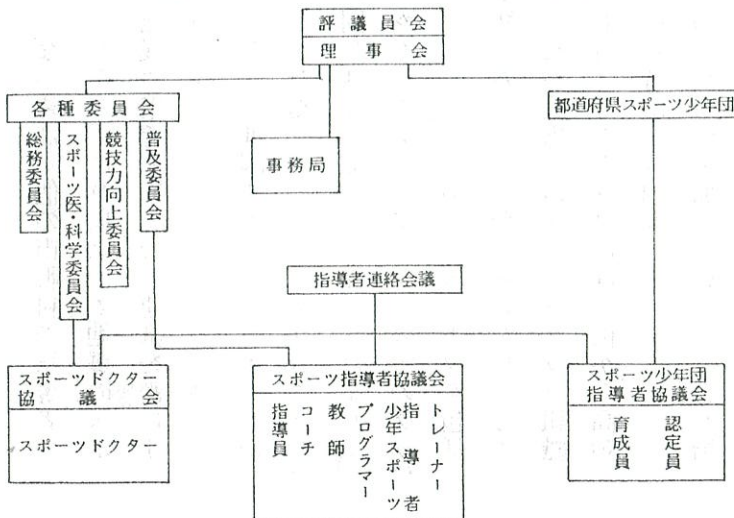 評議員会
理事会
各種委員会
都道府県スポーツ少年団
総務委員会
スポーツ医・科学委員会
競技力向上委員会
普及委員会
事務局
指導者連絡会議
スポーツドクター
協議会
スポーツドクター
スポーツ指導者協議会
トレーナー
少年スポーツ
指導者
プログラマー
教師
コーチ
指導員
スポーツ少年団
指導者協議会
認定員
育成員